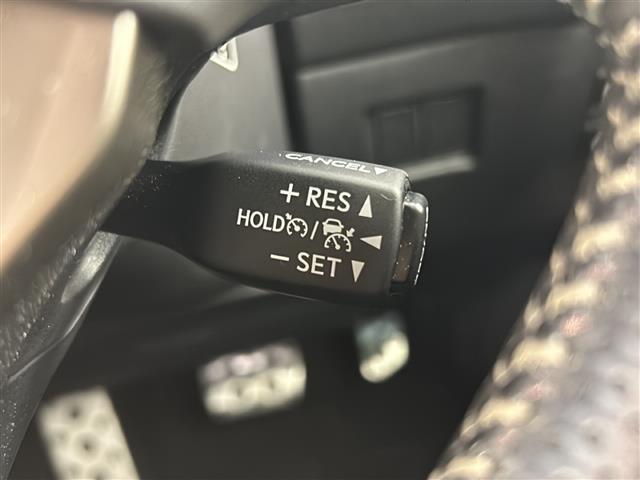 CANCEL▼
+ RES ▲
HOLD / ◀
− SET ▼